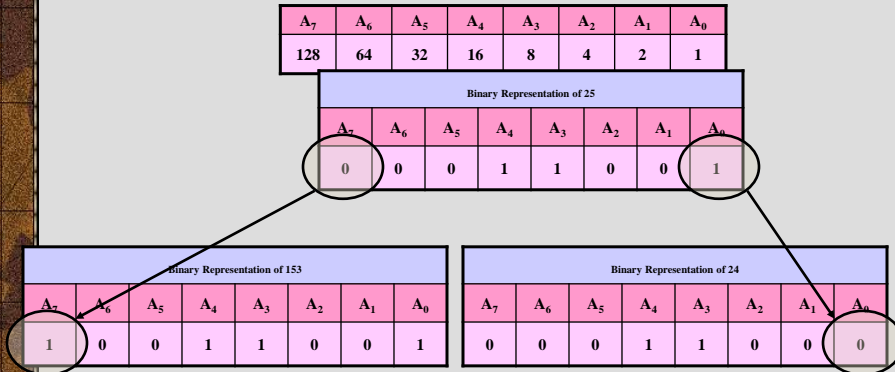 A₇ A₆ A₅ A₄ A₃ A₂ A₁ A₀
128 64 32 16 8 4 2 1
Binary Representation of 25
A₇ A₆ A₅ A₄ A₃ A₂ A₁ A₀
0 0 0 1 1 0 0 1
Binary Representation of 153
A₇ A₆ A₅ A₄ A₃ A₂ A₁ A₀
1 0 0 1 1 0 0 1
Binary Representation of 24
A₇ A₆ A₅ A₄ A₃ A₂ A₁ A₀
0 0 0 1 1 0 0 0